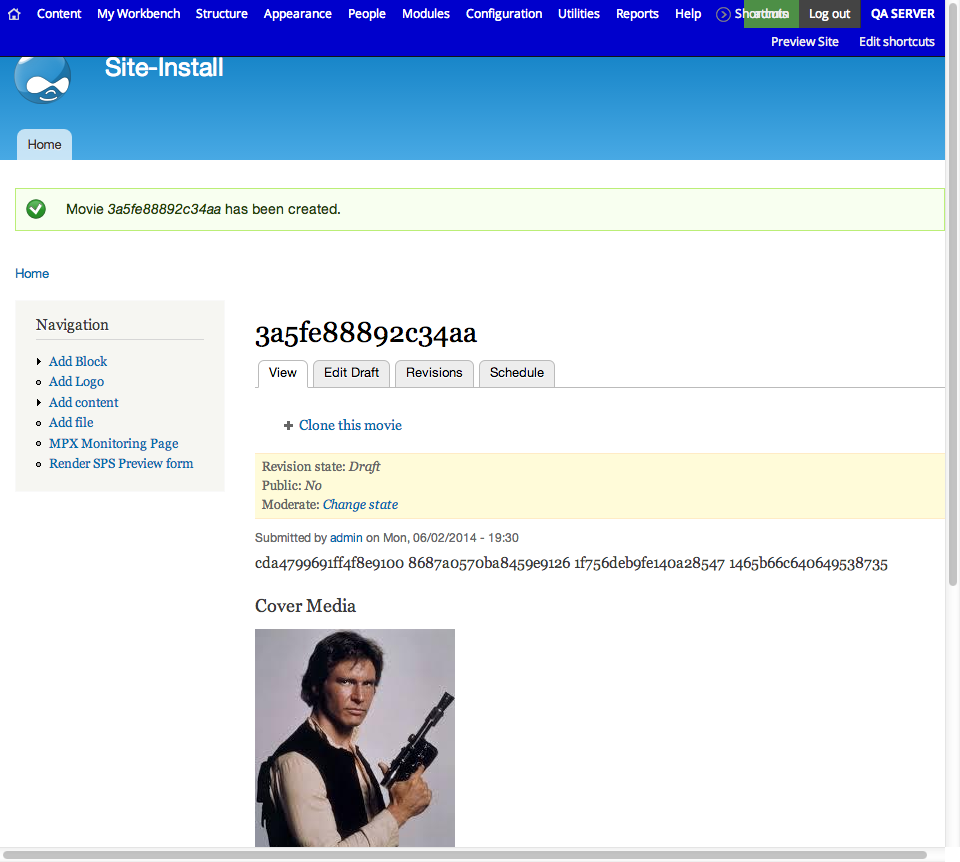 Content My Workbench Structure Appearance People Modules Configuration Utilities Reports Help Shortcuts admin Log out QA SERVER
Preview Site Edit shortcuts
Site-Install
Home
Movie 3a5fe88892c34aa has been created.
Home
Navigation
Add Block
Add Logo
Add content
Add file
MPX Monitoring Page
Render SPS Preview form
3a5fe88892c34aa
View Edit Draft Revisions Schedule
Clone this movie
Revision state: Draft
Public: No
Moderate: Change state
Submitted by admin on Mon, 06/02/2014 - 19:30
cda4799691ff4f8e9100 8687a0570ba8459e9126 1f756deb9fe140a28547 1465b66c640649538735
Cover Media